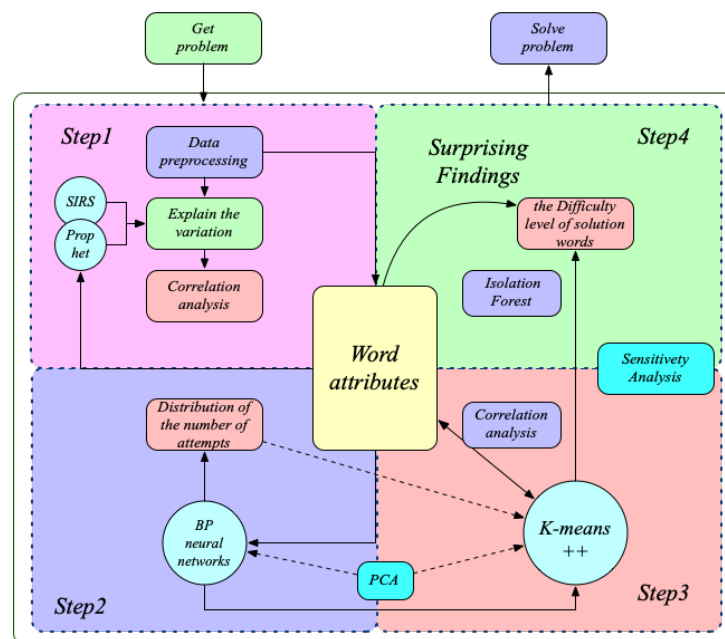 Get
problem
Solve
problem
Step1
Data
preprocessing
SIRS
Prop
het
Explain the
variation
Correlation
analysis
Surprising
Findings
Step4
the Difficulty
level of solution
words
Isolation
Forest
Word
attributes
Sensitivety
Analysis
Distribution of
the number of
attempts
Correlation
analysis
BP
neural
networks
K-means
++
PCA
Step2
Step3